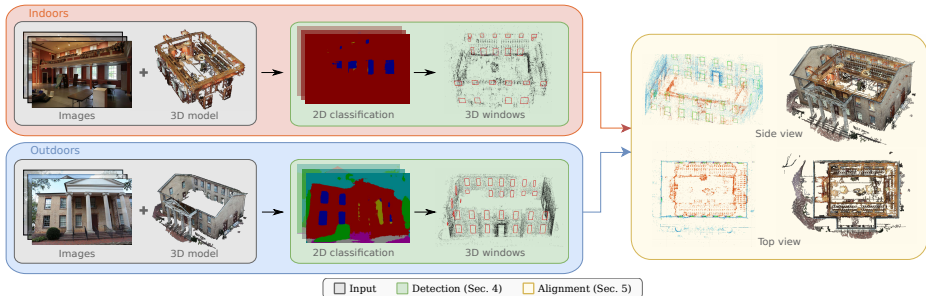 Indoors
Images
+
3D model
2D classification
3D windows
Outdoors
Images
+
3D model
2D classification
3D windows
Side view
Top view
Input
Detection (Sec. 4)
Alignment (Sec. 5)